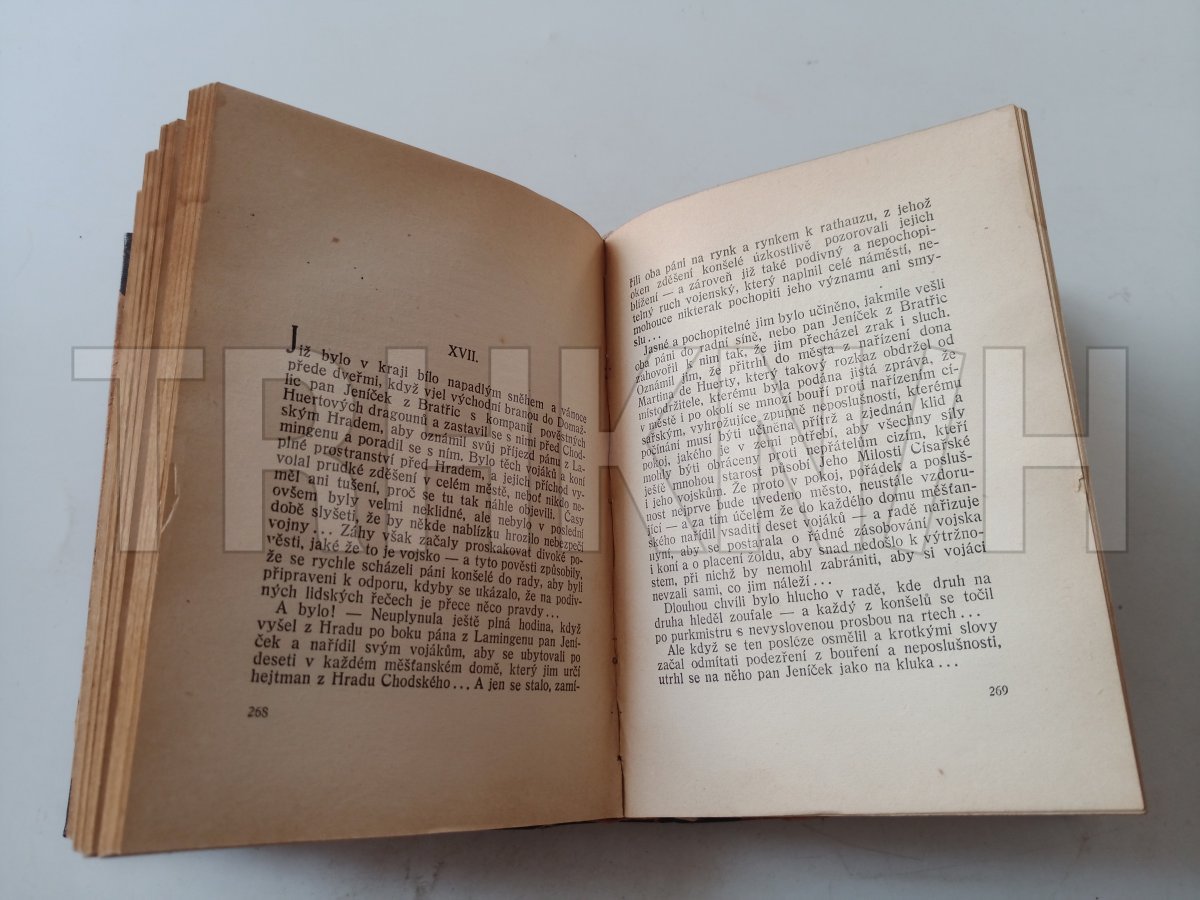 XVII.
Již bylo v kraji bílo napadlým sněhem a vánoce
přede dveřmi, když vjel východní branou do Domaž-
lic pan Jeníček z Bratřic s kompanií pověstných
Huertových dragounů a zastavil se s nimi před Chod-
ským Hradem, aby oznámil svůj příjezd pánu z La-
mingenu a poradil se s ním. Bylo těch vojáků a koní
plné prostranství před Hradem, a jejich příchod vy-
volal prudké zděšení v celém městě, neboť nikdo ne-
měl ani tušení, proč se tu tak náhle objevili. Časy
ovšem byly velmi neklidné, ale nebylo v poslední
době slyšeti, že by někde nablízku hrozilo nebezpečí
vojny... Záhy však začaly proskakovat divoké po-
věsti, jaké že to je vojsko — a tyto pověsti způsobily,
že se rychle scházeli páni konšelé do rady, aby byli
připraveni k odporu, kdyby se ukázalo, že na podiv-
ných lidských řečech je přece něco pravdy...
A bylo! — Neuplynula ještě plná hodina, když
vyšel z Hradu po boku pána z Lamingenu pan Jení-
ček a nařídil svým vojákům, aby se ubytovali po
deseti v každém měšťanském domě, který jim určí
hejtman z Hradu Chodského... A jen se stalo, zamí-
268
řili oba páni na rynk a rynkem k rathauzu, z jehož
oken zděšení konšelé úzkostlivě pozorovali jejich
blížení — a zároveň již také podivný a nepochopi-
telný ruch vojenský, který naplnil celé náměstí, ne-
mohouce nikterak pochopiti jeho významu ani smy-
slu...
Jasné a pochopitelné jim bylo učiněno, jakmile vešli
oba páni do radní síně, nebo pan Jeníček z Bratřic
zahovořil k nim tak, že jim přecházel zrak i sluch.
Oznámil jim, že přitrhl do města z nařízení dona
Martina de Huerty, který takový rozkaz obdržel od
místodržitele, kterému byla podána jistá zpráva, že
v městě i po okolí se množí bouří proti nařízením cí-
sařským, vyhrožujíce zpupně neposlušností, kterému
počínání musí býti učiněna přítrž a zjednán klid a
pokoj, jakého je v zemi potřebí, aby všechny síly
mohly býti obráceny proti nepřátelům cizím, kteří
ještě mnohou starost působí jeho Milosti Císařské
i jeho vojskům. Že proto v pokoj, pořádek a posluš-
nost nejprve bude uvedeno město, neustále vzdoru-
jící — a za tím účelem že do každého domu měšťan-
ského nařídil vsaditi deset vojáků — a radě nařizuje
nyní, aby se postarala o řádné zásobování vojska
i koní a o placení žoldu, aby snad nedošlo k výtržno-
stem, při nichž by nemohl zabrániti, aby si vojáci
nevzali sami, co jim náleží...
Dlouhou chvíli bylo hlucho v radě, kde druh na
druha hleděl zoufale — a každý z konšelů se točil
po purkmistru s nevyslovenou prosbou na rtech...
Ale když se ten posléze osmělil a krotkými slovy
začal odmítati podezření z bouření a neposlušnosti,
utrhl se na něho pan Jeníček jako na kluka...
269
TRHKNIH